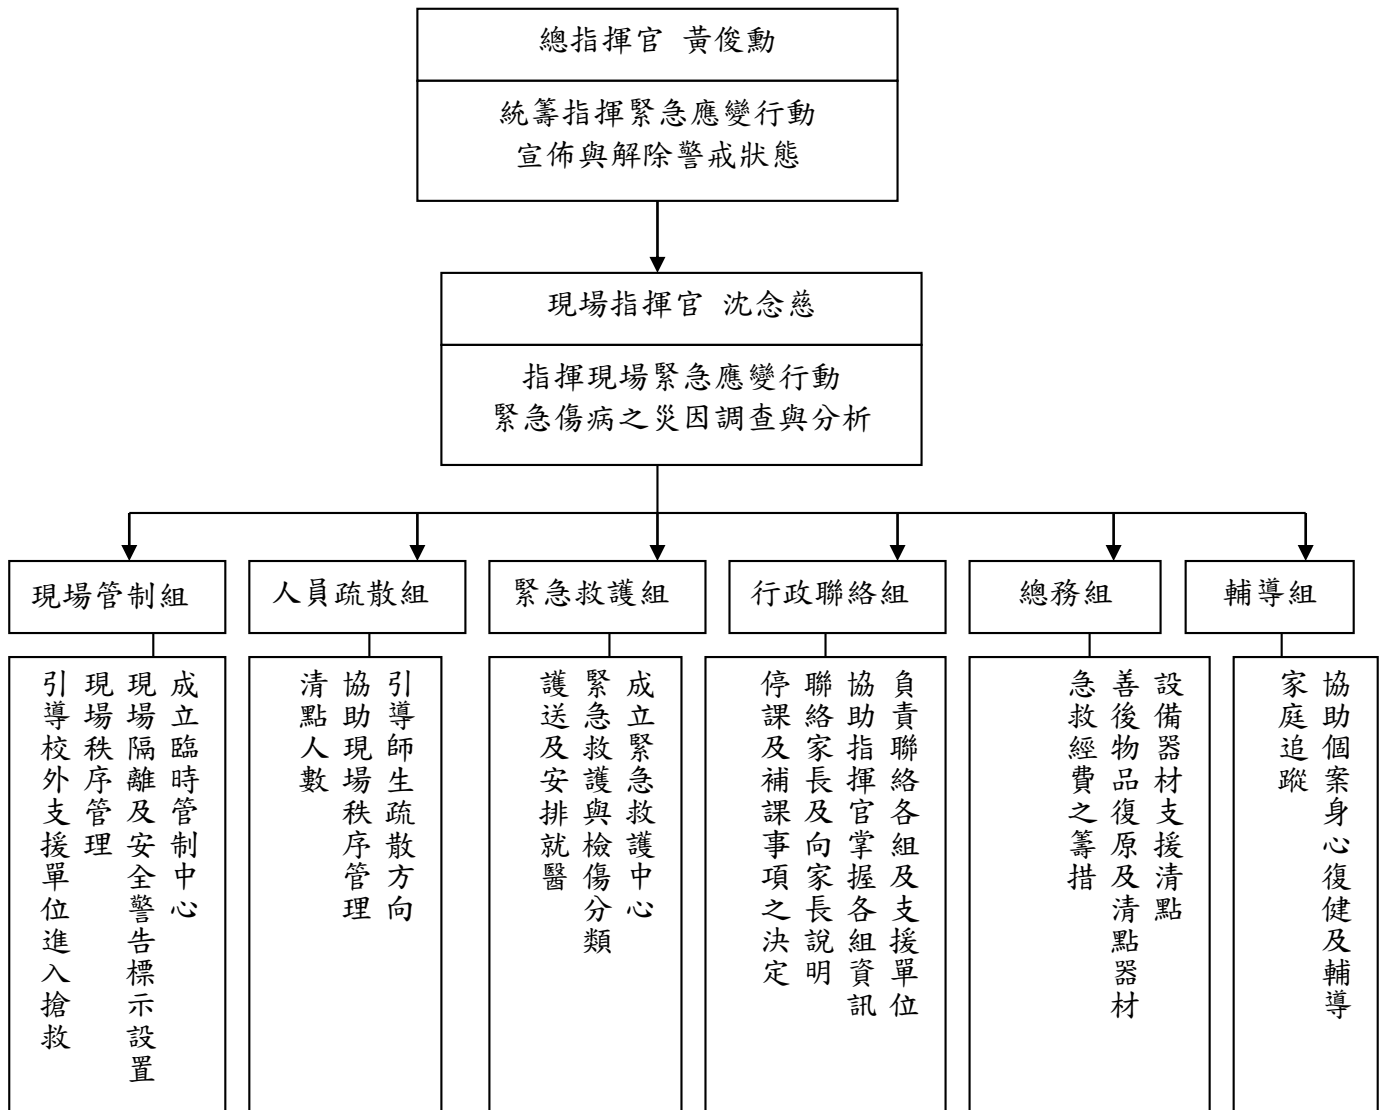 總指揮官 黃俊勳
統籌指揮緊急應變行動
宣佈與解除警戒狀態
現場指揮官 沈念慈
指揮現場緊急應變行動
緊急傷病之災因調查與分析
現場管制組
成立臨時管制中心
現場隔離及安全警告標示設置
現場秩序管理
引導校外支援單位進入搶救
人員疏散組
引導師生疏散方向
協助現場秩序管理
清點人數
緊急救護組
成立緊急救護中心
緊急救護與檢傷分類
護送及安排就醫
行政聯絡組
負責聯絡各組及支援單位
協助指揮官掌握各組資訊
聯絡家長及向家長說明
停課及補課事項之決定
總務組
設備器材支援清點
善後物品復原及清點器材
急救經費之籌措
輔導組
協助個案身心復健及輔導
家庭追蹤